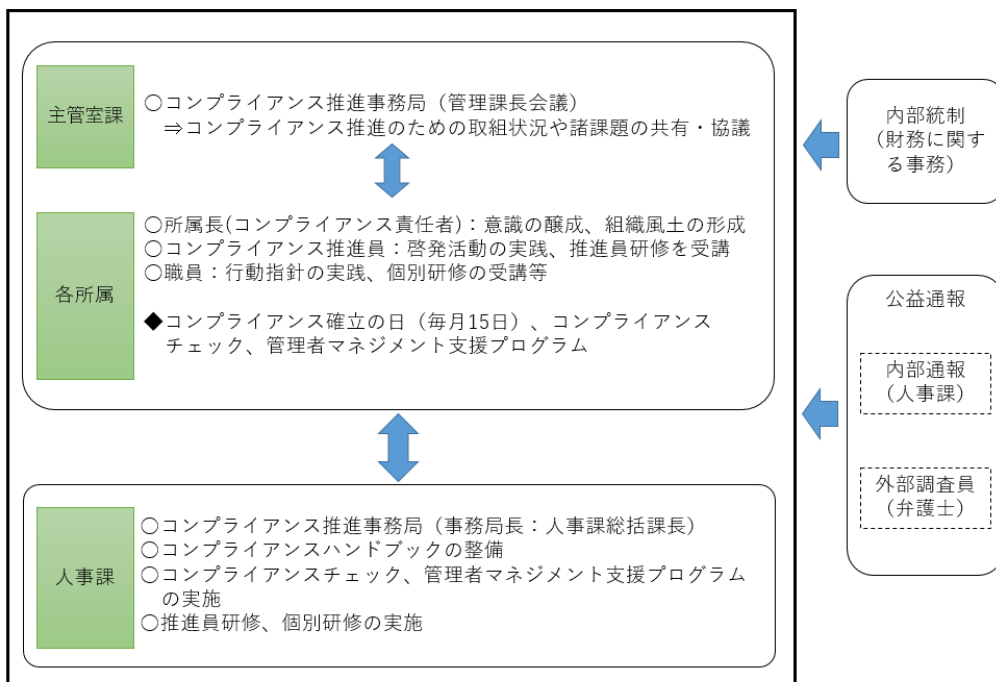 主管室課
○コンプライアンス推進事務局（管理課長会議）
⇒コンプライアンス推進のための取組状況や諸課題の共有・協議
各所属
○所属長(コンプライアンス責任者)：意識の醸成、組織風土の形成
○コンプライアンス推進員：啓発活動の実践、推進員研修を受講
○職員：行動指針の実践、個別研修の受講等
◆コンプライアンス確立の日（毎月15日）、コンプライアンス
チェック、管理者マネジメント支援プログラム
人事課
○コンプライアンス推進事務局（事務局長：人事課総括課長）
○コンプライアンスハンドブックの整備
○コンプライアンスチェック、管理者マネジメント支援プログラム
の実施
○推進員研修、個別研修の実施
内部統制
（財務に関す
る事務）
公益通報
内部通報
（人事課）
外部調査員
（弁護士）